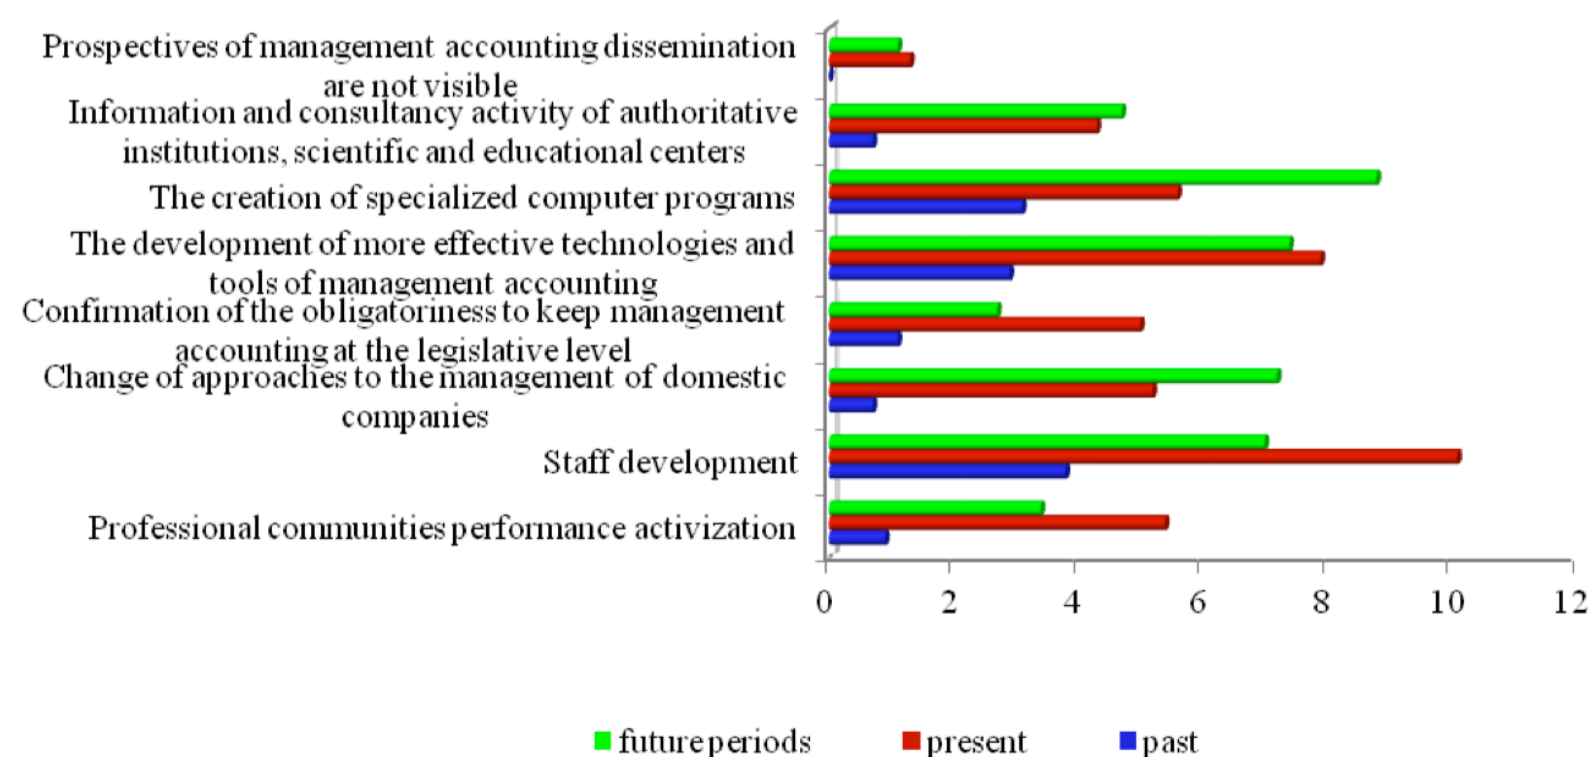 Prospectives of management accounting dissemination
are not visible
Information and consultancy activity of authoritative
institutions, scientific and educational centers
The creation of specialized computer programs
The development of more effective technologies and
tools of management accounting
Confirmation of the obligatoriness to keep management
accounting at the legislative level
Change of approaches to the management of domestic
companies
Staff development
Professional communities performance activization
0 2 4 6 8 10 12
future periods present past